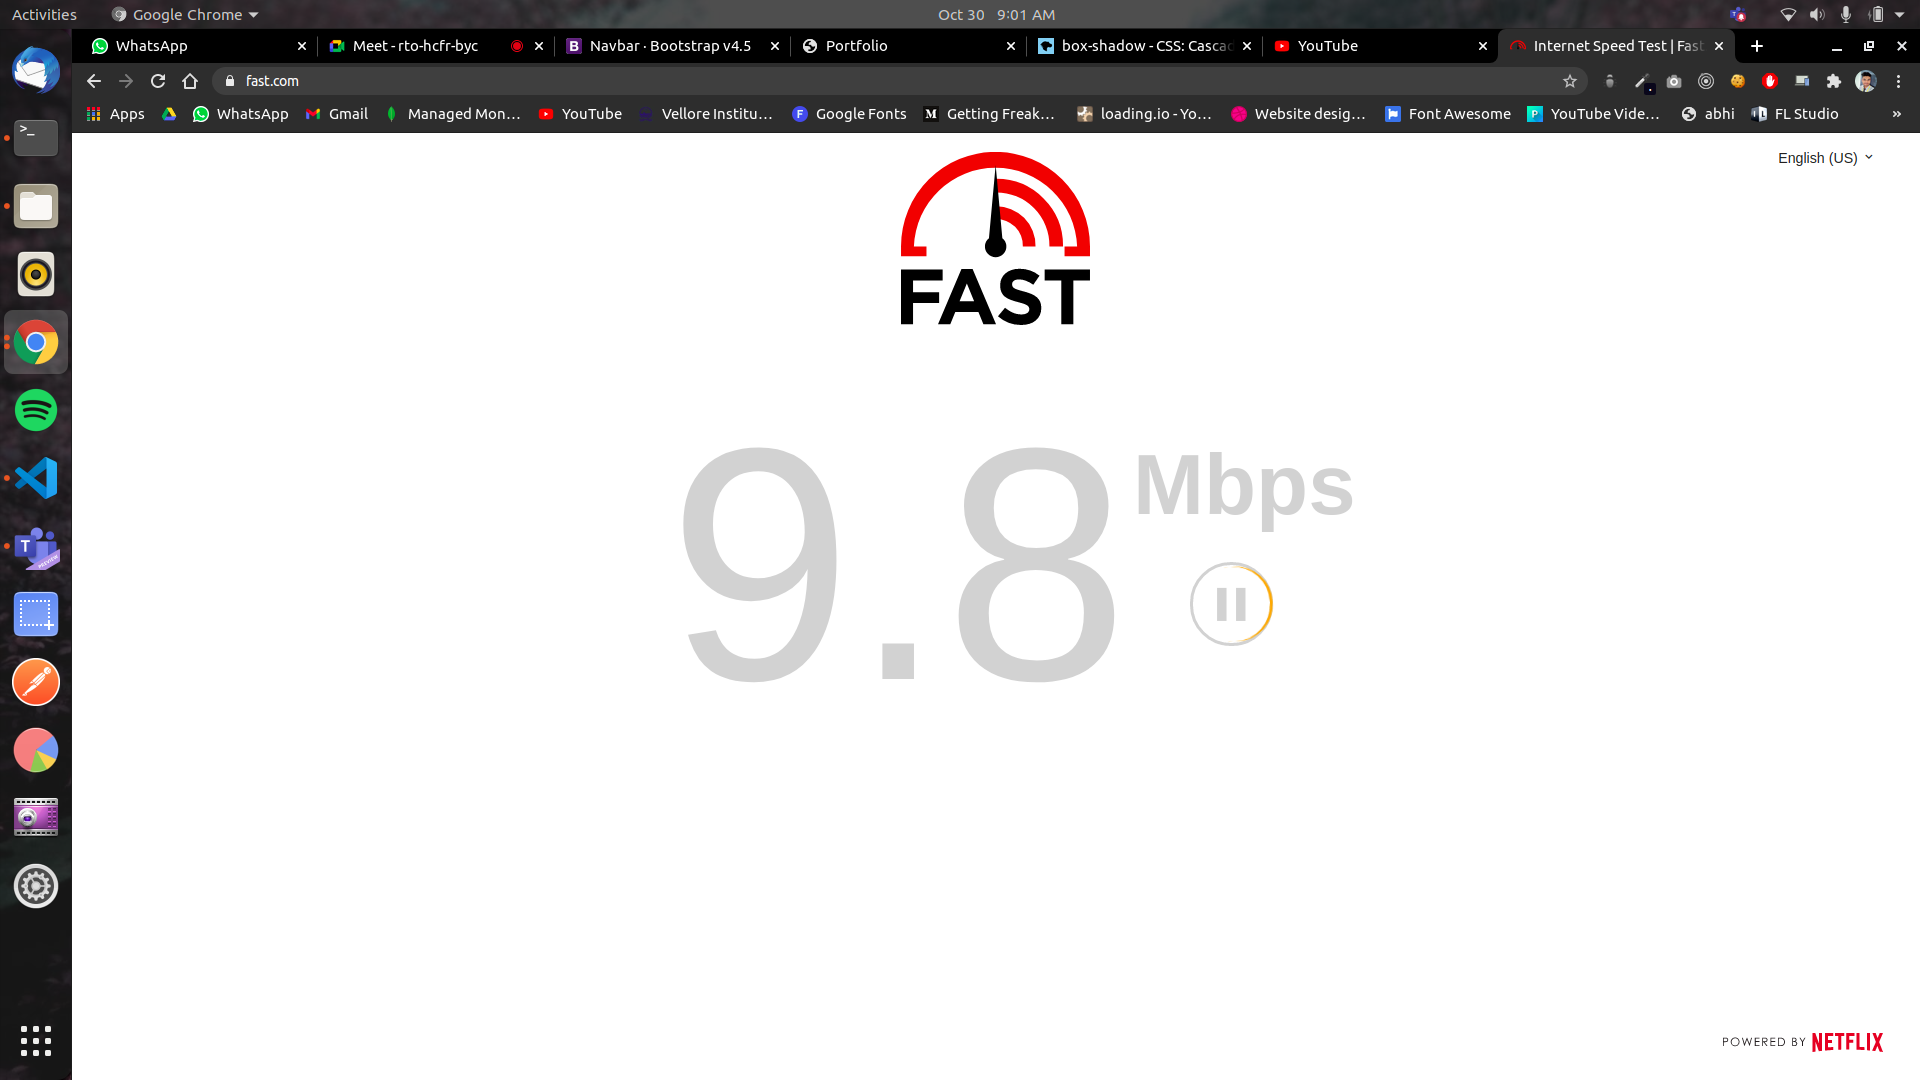 Activities Google Chrome Oct 30 9:01 AM
WhatsApp Meet - rto-hcfr-byc Navbar · Bootstrap v4.5 Portfolio box-shadow - CSS: Cascad YouTube Internet Speed Test | Fast
fast.com
Apps WhatsApp Gmail Managed Mon… YouTube Vellore Institu… Google Fonts Getting Freak… loading.io - Yo… Website desig… Font Awesome YouTube Vide… abhi FL Studio »
English (US)
FAST
9.8 Mbps
POWERED BY NETFLIX